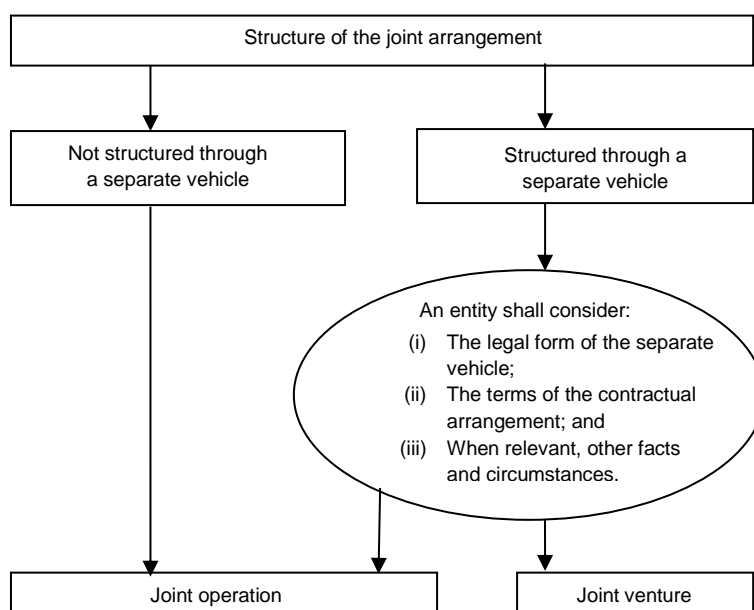 Structure of the joint arrangement
Not structured through
a separate vehicle
Structured through a
separate vehicle
An entity shall consider:
(i) The legal form of the separate
vehicle;
(ii) The terms of the contractual
arrangement; and
(iii) When relevant, other facts
and circumstances.
Joint operation
Joint venture